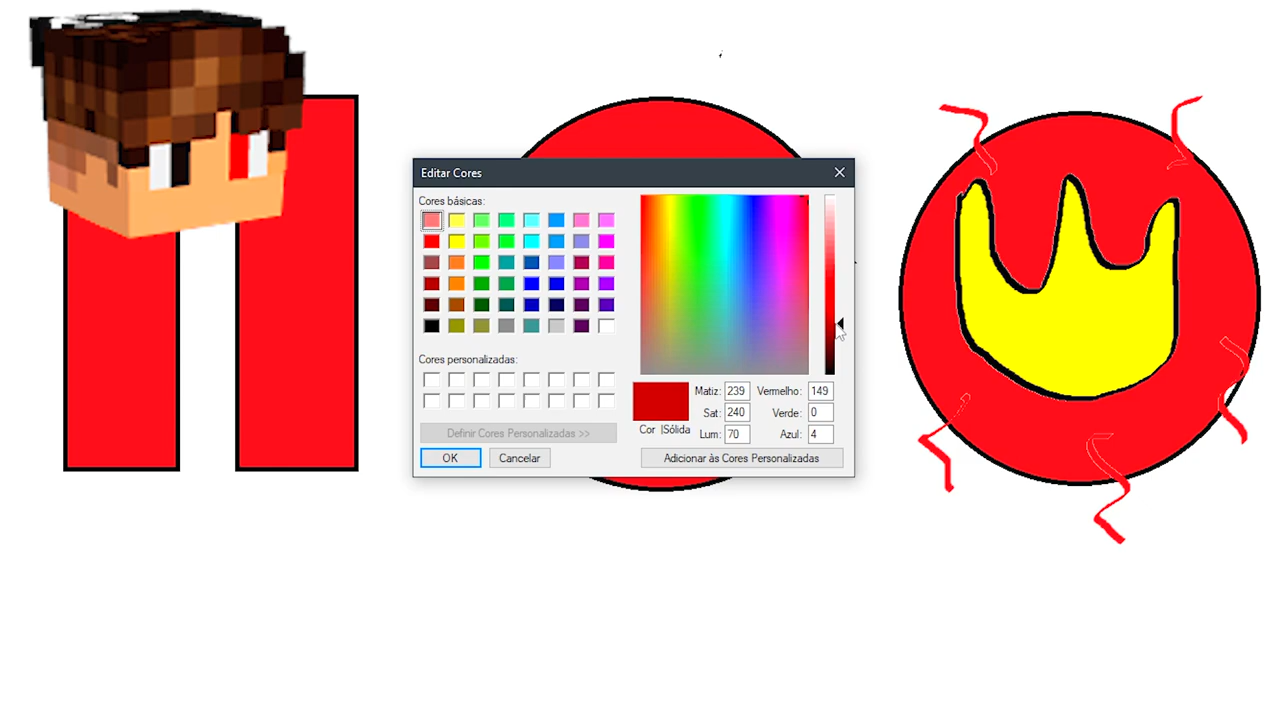 Editar Cores
Cores básicas:
Cores personalizadas:
Definir Cores Personalizadas >>
OK
Cancelar
Matiz: 239
Vermelho: 149
Sat: 240
Verde: 0
Cor |Sólida
Lum: 70
Azul: 4
Adicionar às Cores Personalizadas